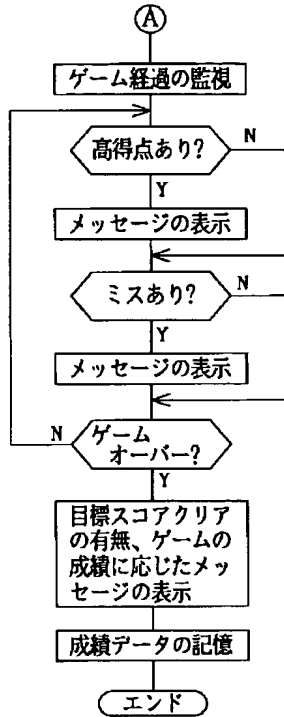 A
ゲーム経過の監視
高得点あり?
N
Y
メッセージの表示
ミスあり?
N
Y
メッセージの表示
N
ゲーム
オーバー?
Y
目標スコアクリア
の有無、ゲームの
成績に応じたメッ
セージの表示
成績データの記憶
エンド